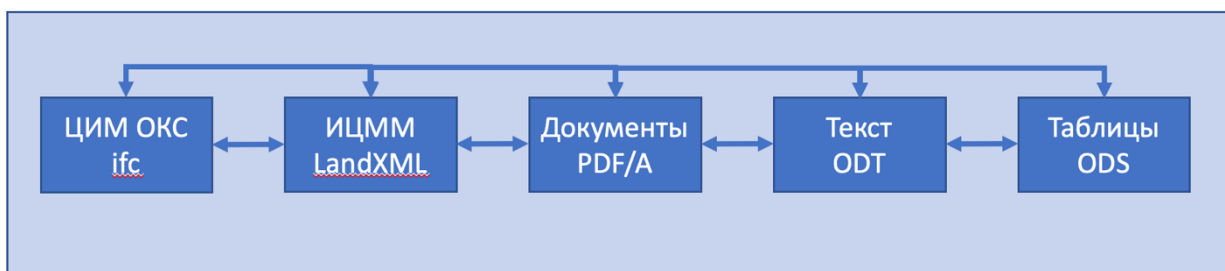 ЦИМ ОКС
ifc
ИЦММ
LandXML
Документы
PDF/A
Текст
ODT
Таблицы
ODS